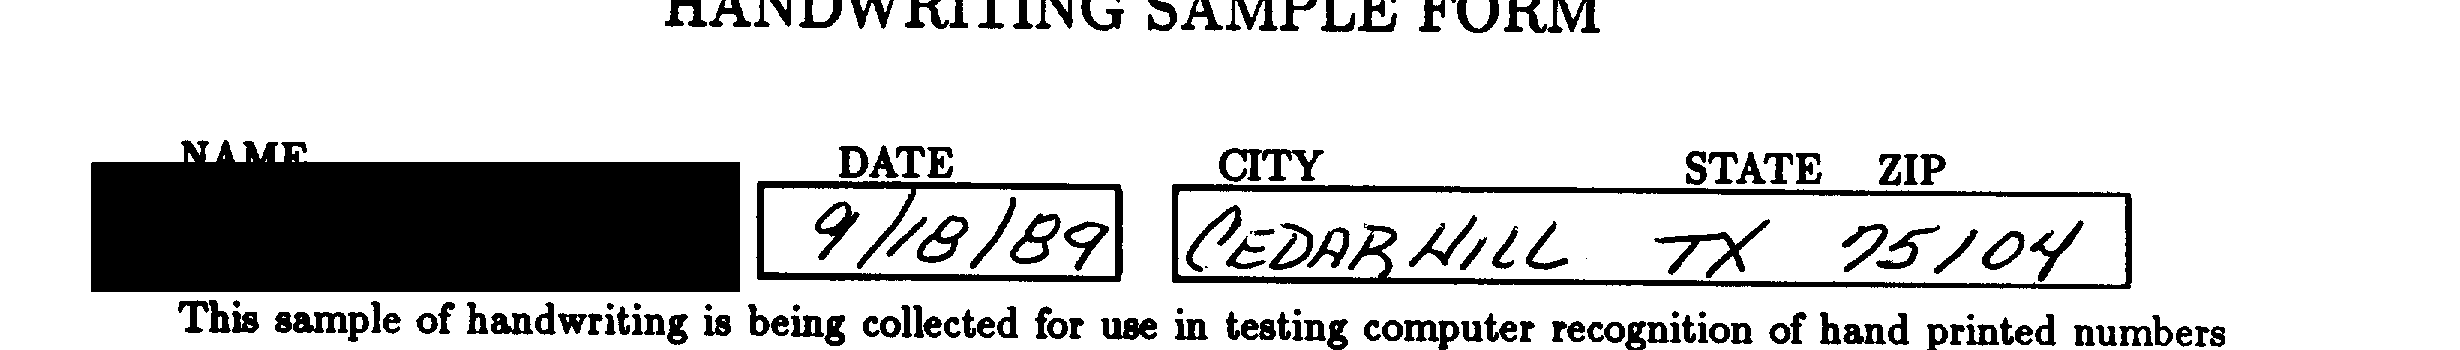 HANDWRITING SAMPLE FORM
NAME DATE CITY STATE ZIP
9/18/89 CEDAR HILL TX 75104
This sample of handwriting is being collected for use in testing computer recognition of hand printed numbers